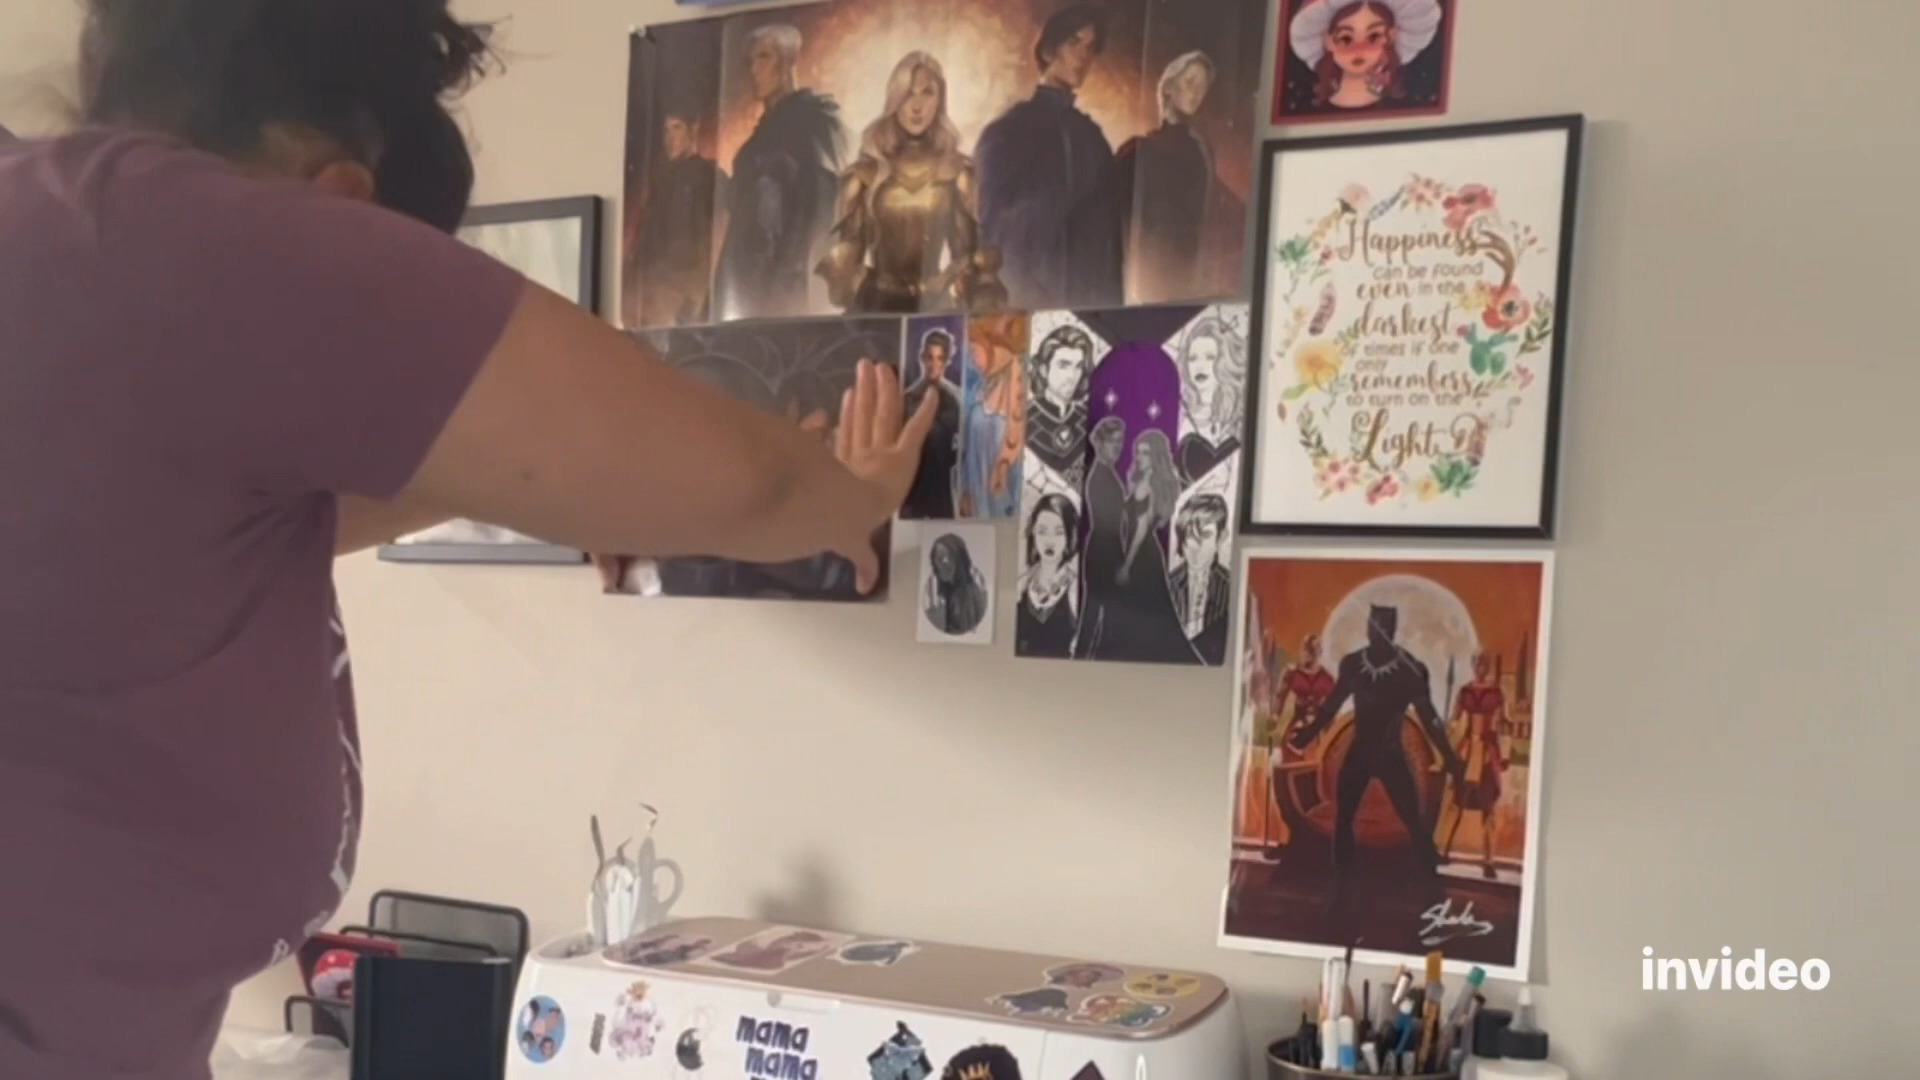 Happiness
can be found
even in the
darkest
of times if one
only
remembers
to turn on the
Light
invideo
mama
mama